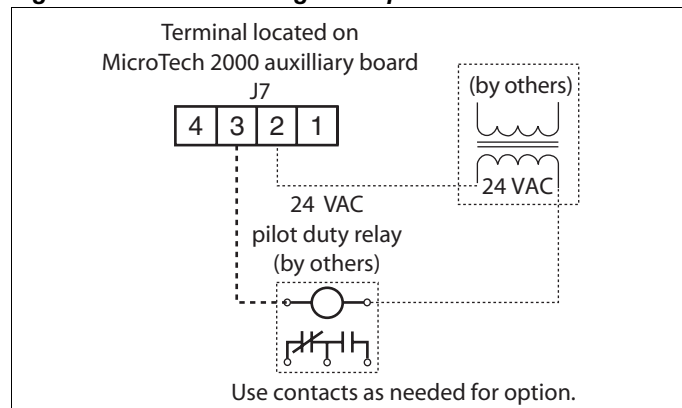 Terminal located on
MicroTech 2000 auxilliary board
J7
4 3 2 1
(by others)
24 VAC
24 VAC
pilot duty relay
(by others)
Use contacts as needed for option.